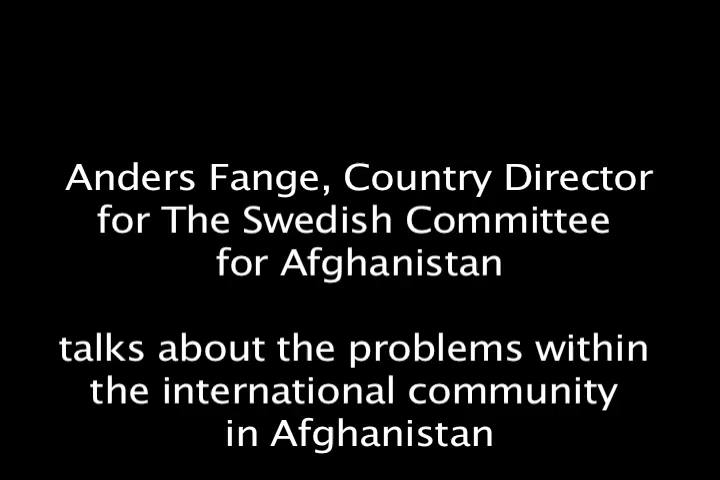 Anders Fange, Country Director
for The Swedish Committee
for Afghanistan
talks about the problems within
the international community
in Afghanistan